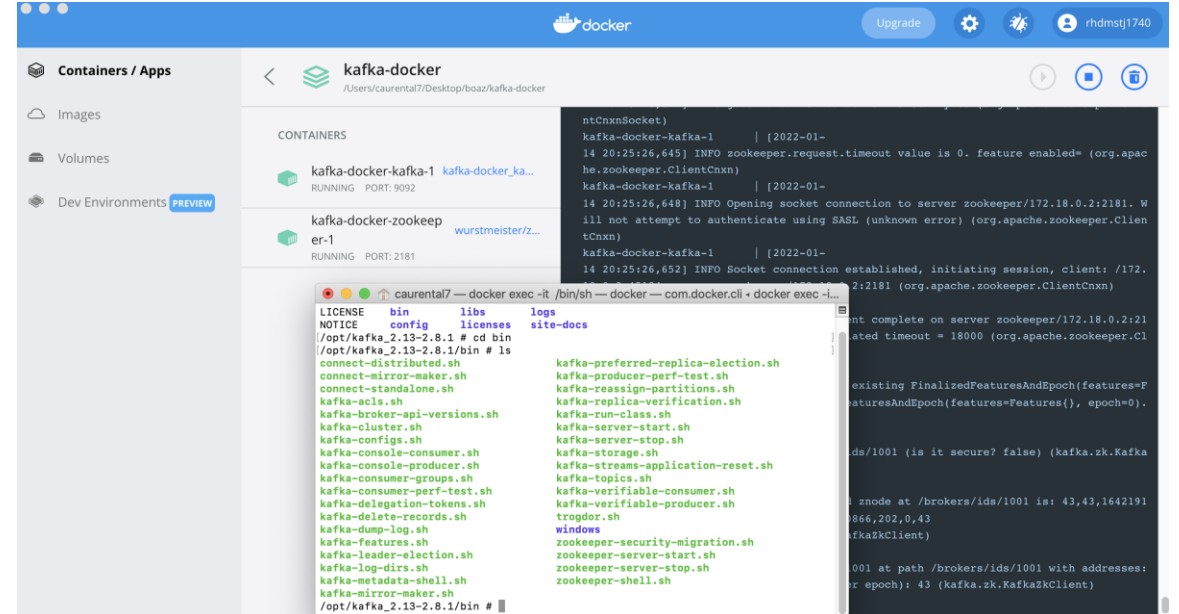 docker
Upgrade
rhdmstj1740
Containers / Apps
Images
Volumes
Dev Environments PREVIEW
kafka-docker
/Users/caurental7/Desktop/boaz/kafka-docker
CONTAINERS
kafka-docker-kafka-1 kafka-docker_ka...
RUNNING PORT: 9092
kafka-docker-zookeep
er-1
wurstmeister/z...
RUNNING PORT: 2181
ntCnxnSocket)
kafka-docker-kafka-1 | [2022-01-
14 20:25:26,645] INFO zookeeper.request.timeout value is 0. feature enabled= (org.apac
he.zookeeper.ClientCnxn)
kafka-docker-kafka-1 | [2022-01-
14 20:25:26,648] INFO Opening socket connection to server zookeeper/172.18.0.2:2181. W
ill not attempt to authenticate using SASL (unknown error) (org.apache.zookeeper.Clien
tCnxn)
kafka-docker-kafka-1 | [2022-01-
14 20:25:26,652] INFO Socket connection established, initiating session, client: /172.
2:2181 (org.apache.zookeeper.ClientCnxn)
nt complete on server zookeeper/172.18.0.2:21
iated timeout = 18000 (org.apache.zookeeper.Cl
existing FinalizedFeaturesAndEpoch(features=F
eaturesAndEpoch(features=Features{}, epoch=0).
ids/1001 (is it secure? false) (kafka.zk.Kafka
d znode at /brokers/ids/1001 is: 43,43,1642191
9866,202,0,43
afkaZkClient)
1001 at path /brokers/ids/1001 with addresses:
er epoch): 43 (kafka.zk.KafkaZkClient)
caurental7 — docker exec -it /bin/sh — docker — com.docker.cli • docker exec -i...
LICENSE bin libs logs
NOTICE config licenses site-docs
/opt/kafka_2.13-2.8.1 # cd bin
/opt/kafka_2.13-2.8.1/bin # ls
connect-distributed.sh kafka-preferred-replica-election.sh
connect-mirror-maker.sh kafka-producer-perf-test.sh
connect-standalone.sh kafka-reassign-partitions.sh
kafka-acls.sh kafka-replica-verification.sh
kafka-broker-api-versions.sh kafka-run-class.sh
kafka-cluster.sh kafka-server-start.sh
kafka-configs.sh kafka-server-stop.sh
kafka-console-consumer.sh kafka-storage.sh
kafka-console-producer.sh kafka-streams-application-reset.sh
kafka-consumer-groups.sh kafka-topics.sh
kafka-consumer-perf-test.sh kafka-verifiable-consumer.sh
kafka-delegation-tokens.sh kafka-verifiable-producer.sh
kafka-delete-records.sh trogdor.sh
kafka-dump-log.sh windows
kafka-features.sh zookeeper-security-migration.sh
kafka-leader-election.sh zookeeper-server-start.sh
kafka-log-dirs.sh zookeeper-server-stop.sh
kafka-metadata-shell.sh zookeeper-shell.sh
kafka-mirror-maker.sh
/opt/kafka_2.13-2.8.1/bin #